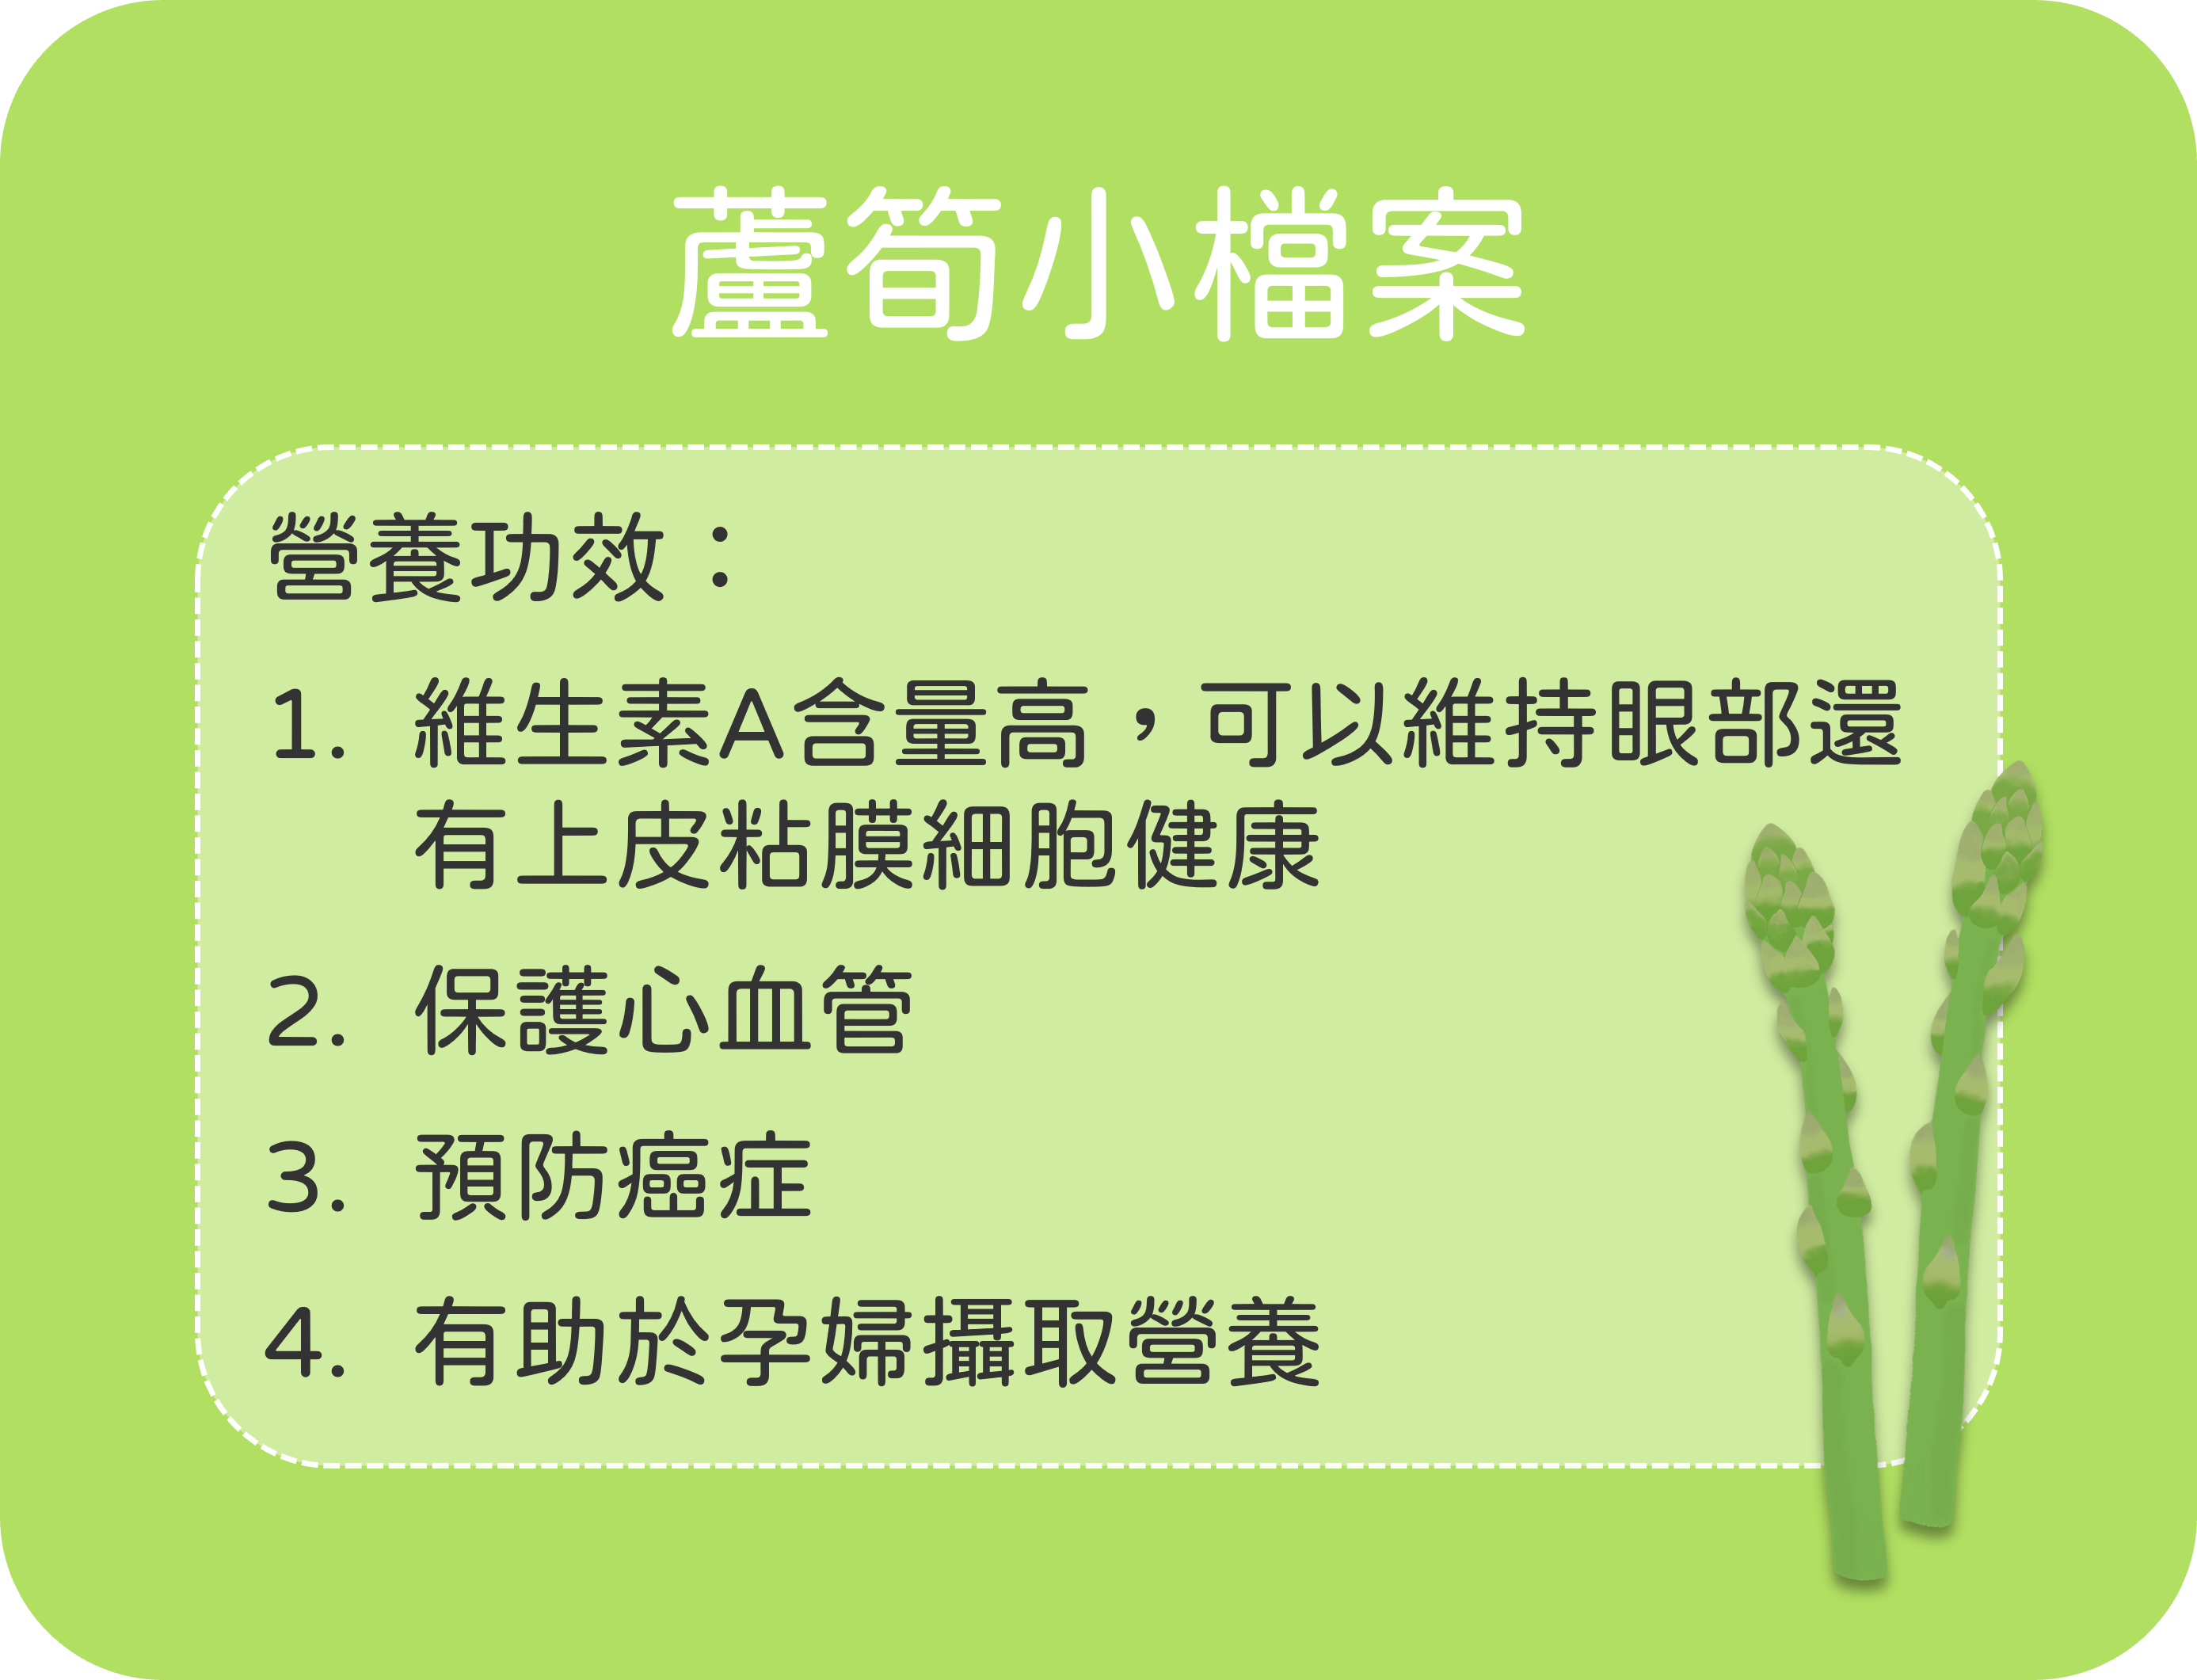 蘆筍小檔案
營養功效：
1. 維生素A含量高，可以維持眼部還
有上皮粘膜細胞健康
2. 保護心血管
3. 預防癌症
4. 有助於孕婦攝取營養